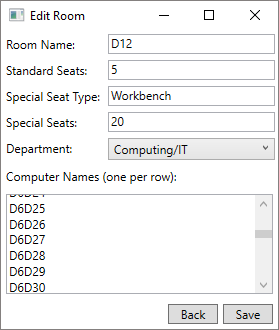 Edit Room
Room Name: D12
Standard Seats: 5
Special Seat Type: Workbench
Special Seats: 20
Department: Computing/IT
Computer Names (one per row):
D6D25
D6D26
D6D27
D6D28
D6D29
D6D30
Back Save